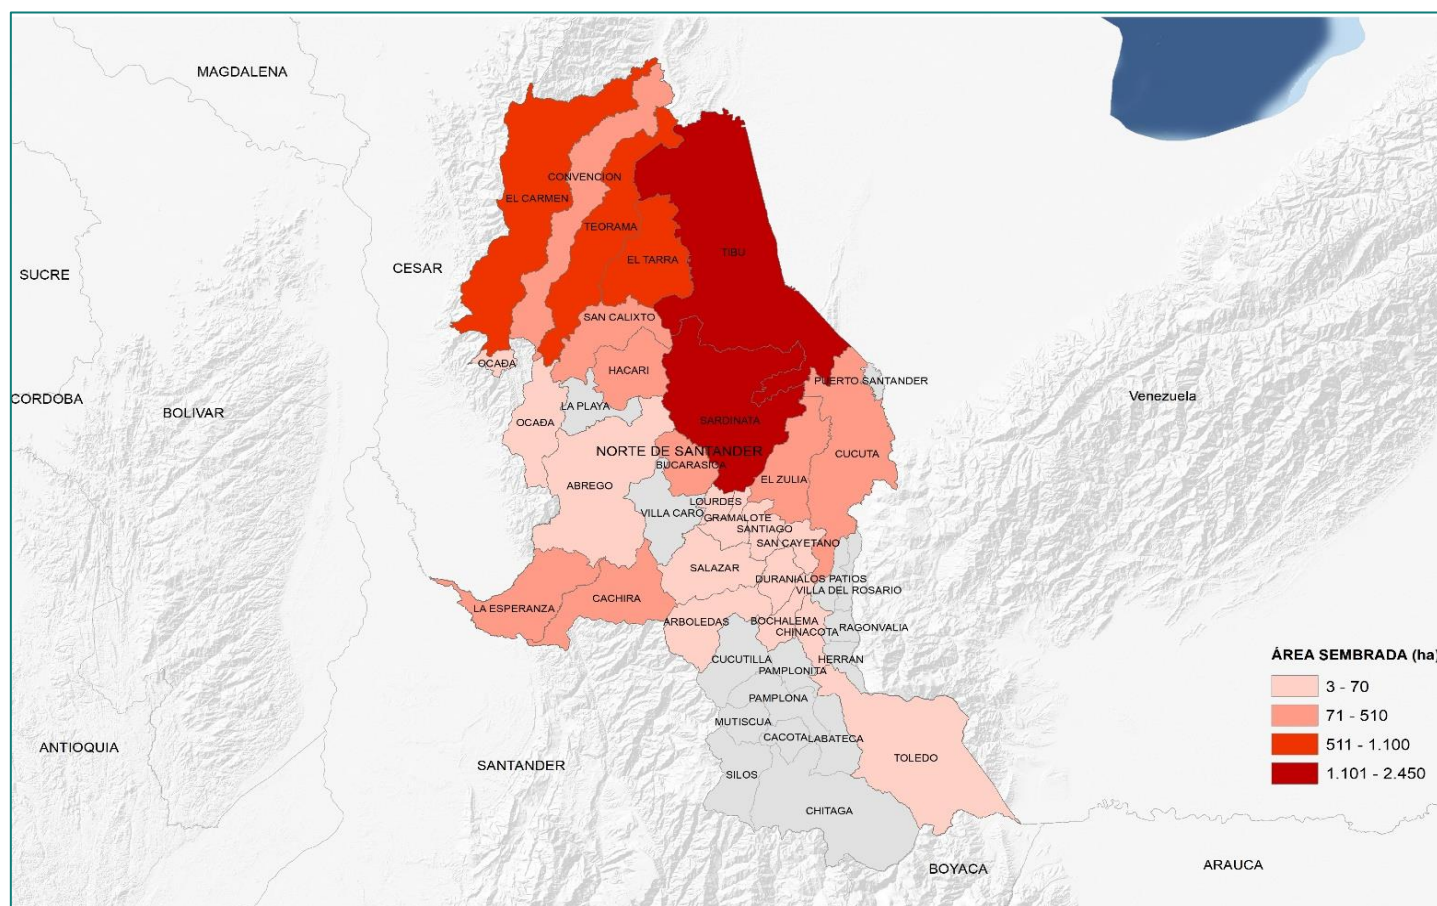 MAGDALENA
CONVENCION
EL CARMEN
TEORAMA
TIBU
EL TARRA
CESAR
SUCRE
SAN CALIXTO
OCAÐA
HACARI
PUERTO SANTANDER
CORDOBA
BOLIVAR
LA PLAYA
Venezuela
OCAÐA
SARDINATA
NORTE DE SANTANDER
CUCUTA
BUCARASICA
EL ZULIA
ABREGO
LOURDES
VILLA CARO
GRAMALOTE
SANTIAGO
SAN CAYETANO
SALAZAR
DURANIA
LOS PATIOS
VILLA DEL ROSARIO
CACHIRA
LA ESPERANZA
ARBOLEDAS
BOCHALEMA
CHINACOTA
RAGONVALIA
CUCUTILLA
HERRAN
PAMPLONITA
PAMPLONA
MUTISCUA
CACOTA
LABATECA
ANTIOQUIA
SANTANDER
TOLEDO
SILOS
CHITAGA
BOYACA
ARAUCA
ÁREA SEMBRADA (ha)
3 - 70
71 - 510
511 - 1.100
1.101 - 2.450